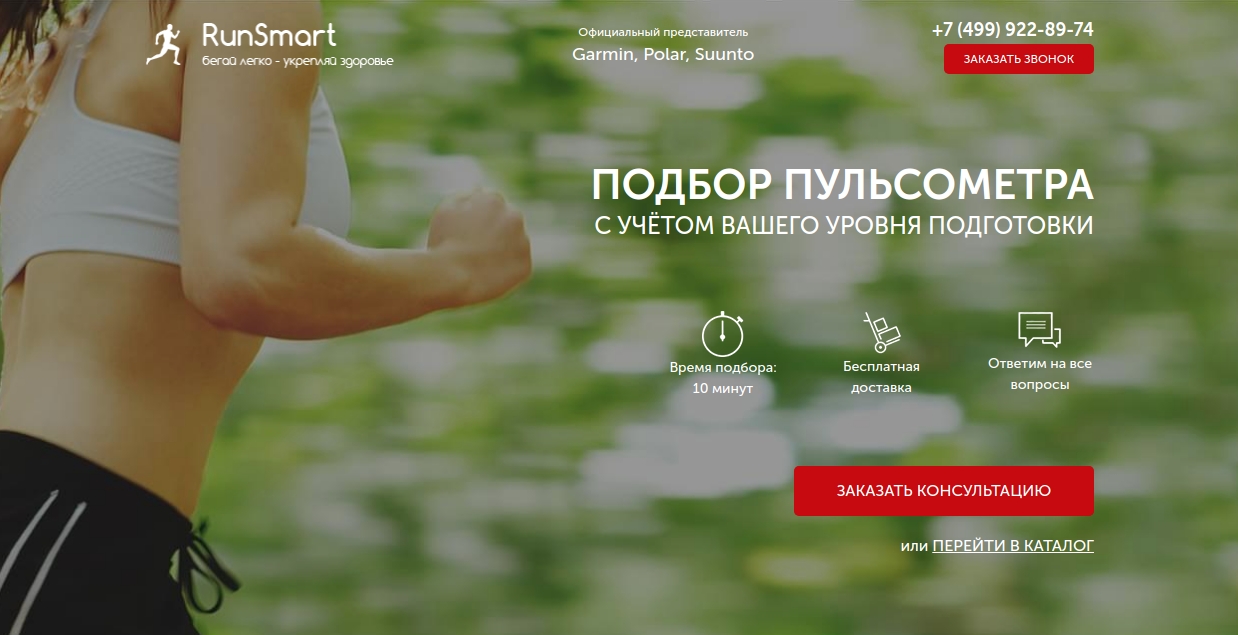 RunSmart
бегай легко - укрепляй здоровье
Официальный представитель
Garmin, Polar, Suunto
+7 (499) 922-89-74
ЗАКАЗАТЬ ЗВОНОК
ПОДБОР ПУЛЬСОМЕТРА
С УЧЁТОМ ВАШЕГО УРОВНЯ ПОДГОТОВКИ
Время подбора:
10 минут
Бесплатная
доставка
Ответим на все
вопросы
ЗАКАЗАТЬ КОНСУЛЬТАЦИЮ
или ПЕРЕЙТИ В КАТАЛОГ